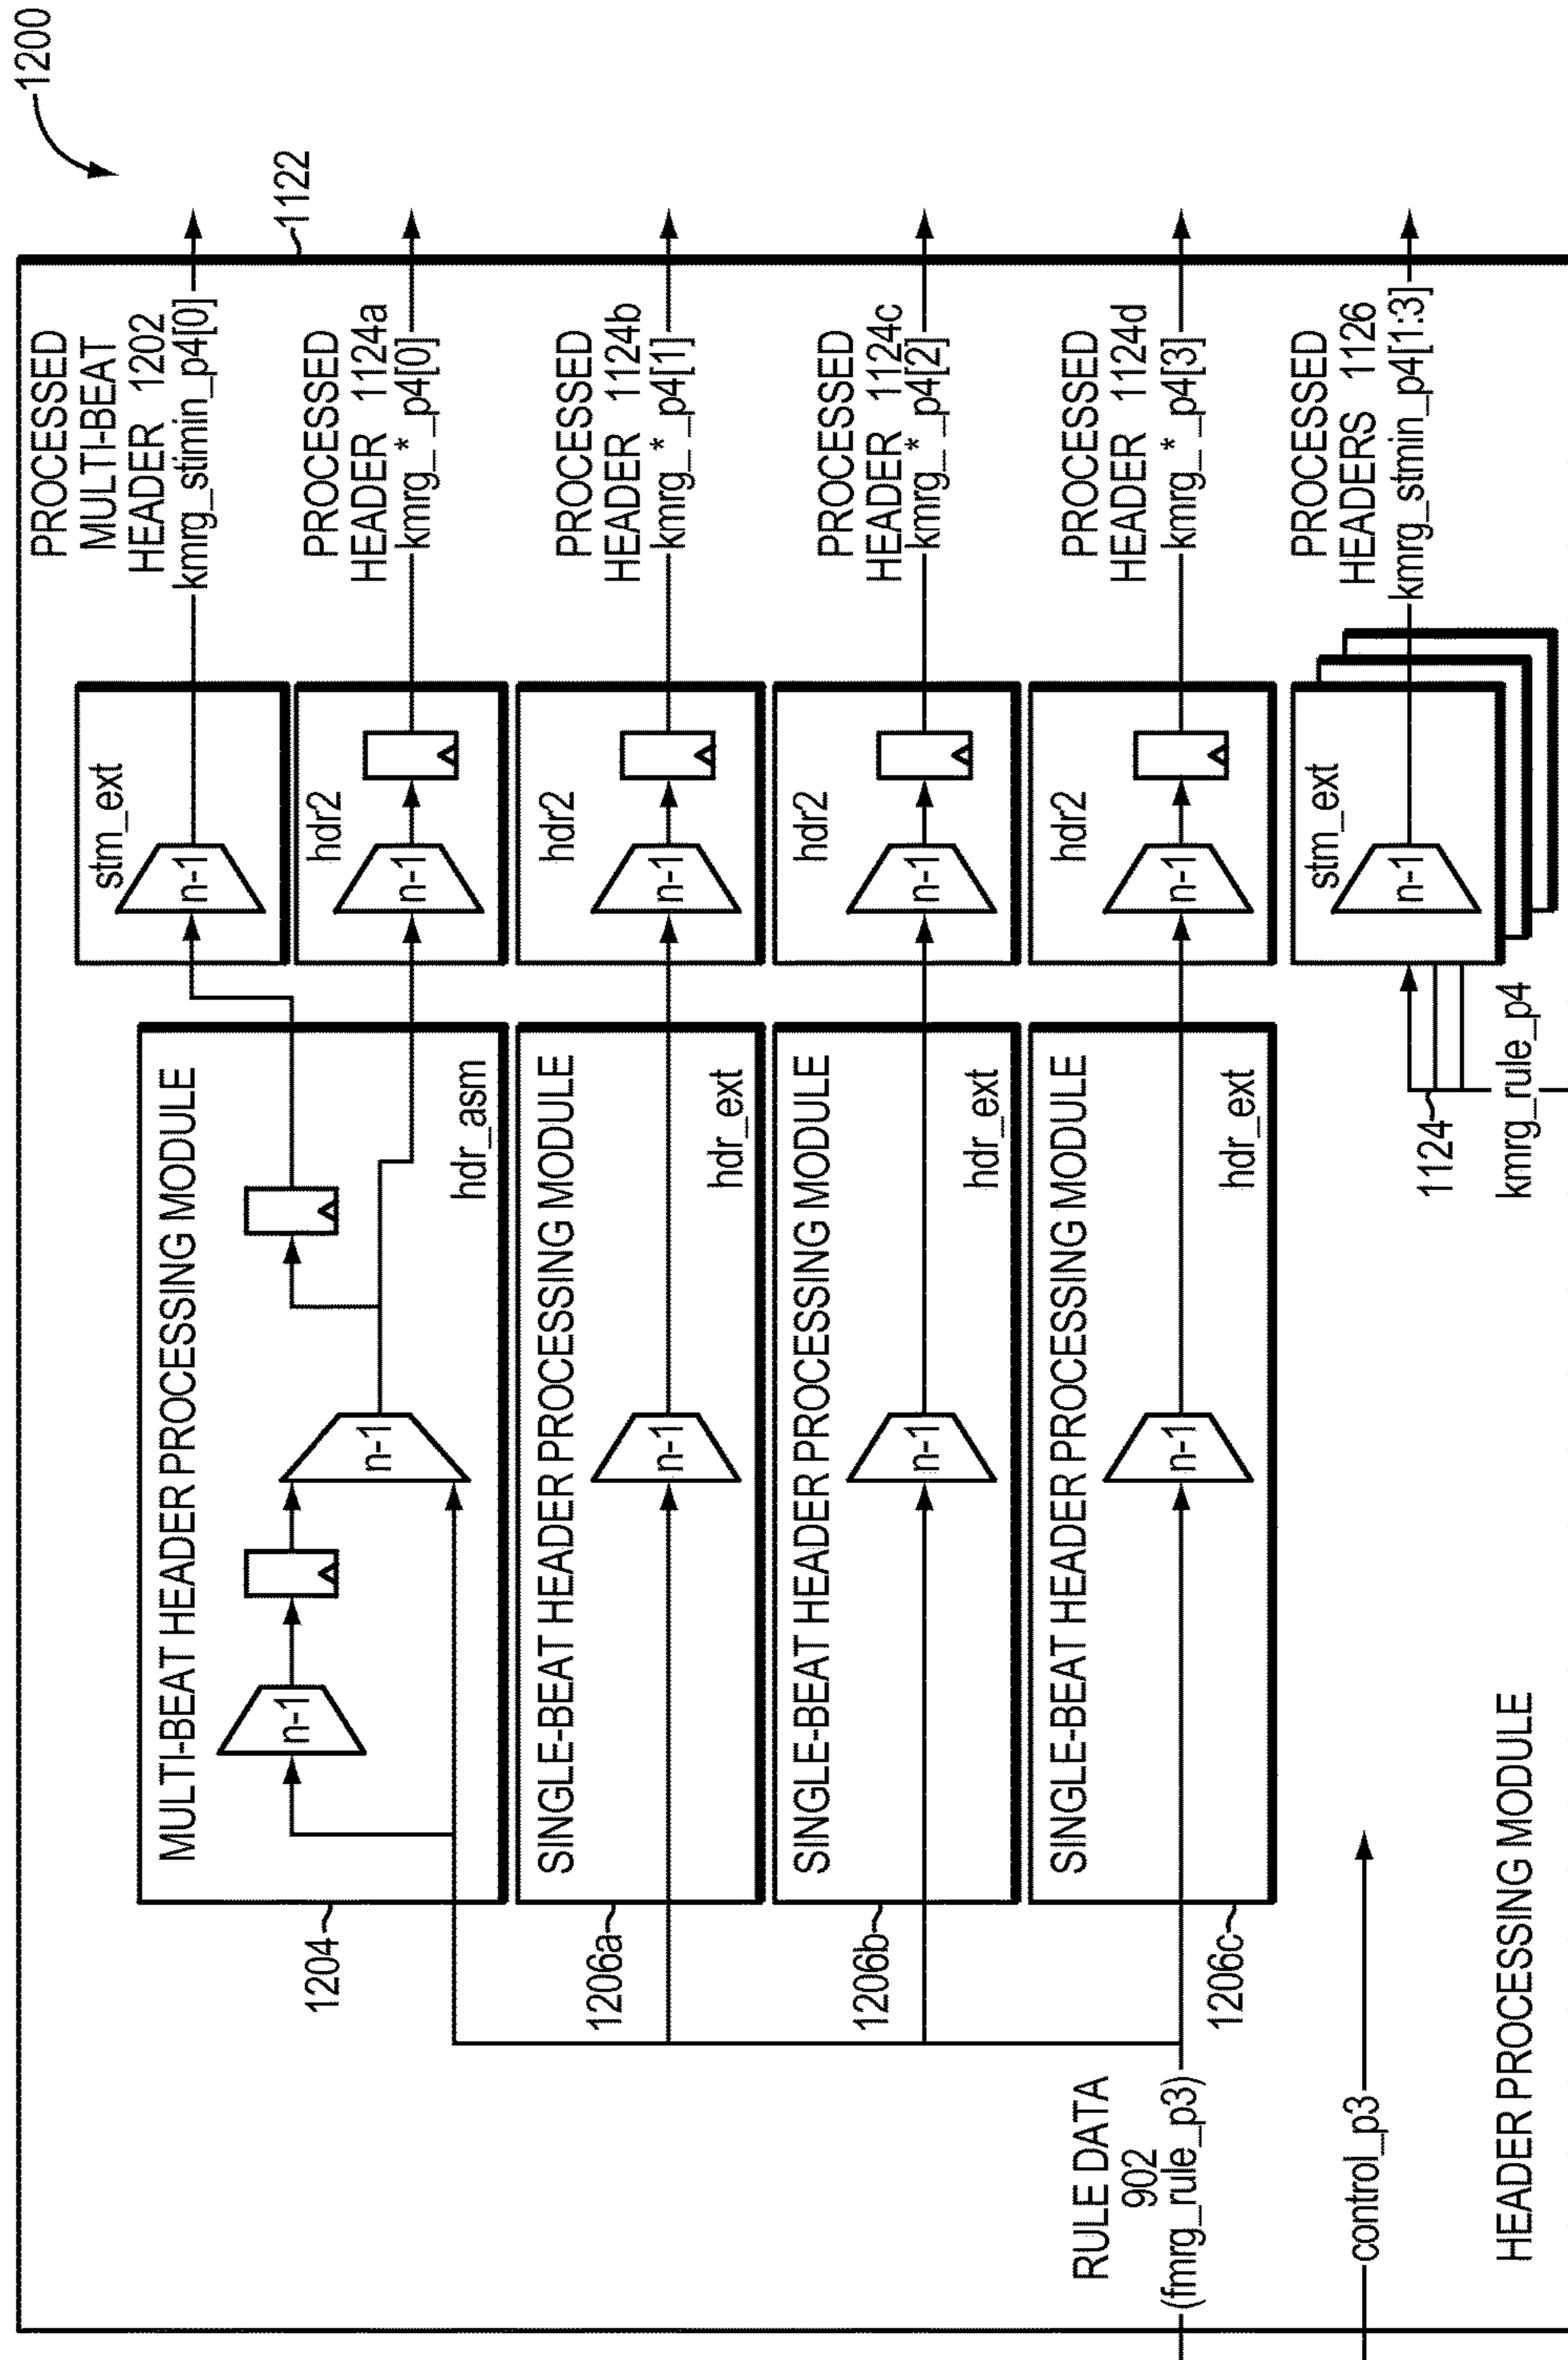 1200
PROCESSED
MULTI-BEAT
HEADER 1202
kmrg_stimin_p4[0]
1122
stm_ext
n-1
MULTI-BEAT HEADER PROCESSING MODULE
n-1
n-1
hdr_asm
1204
PROCESSED
HEADER 1124a
kmrg_*_p4[0]
hdr2
n-1
SINGLE-BEAT HEADER PROCESSING MODULE
n-1
hdr_ext
1206a
PROCESSED
HEADER 1124b
kmrg_*_p4[1]
hdr2
n-1
SINGLE-BEAT HEADER PROCESSING MODULE
n-1
hdr_ext
1206b
PROCESSED
HEADER 1124c
kmrg_*_p4[2]
hdr2
n-1
SINGLE-BEAT HEADER PROCESSING MODULE
n-1
hdr_ext
1206c
PROCESSED
HEADER 1124d
kmrg_*_p4[3]
hdr2
n-1
RULE DATA
902
(fmrg_rule_p3)
control_p3
PROCESSED
HEADERS 1126
kmrg_stmin_p4[1:3]
stm_ext
n-1
1124
kmrg_rule_p4
HEADER PROCESSING MODULE